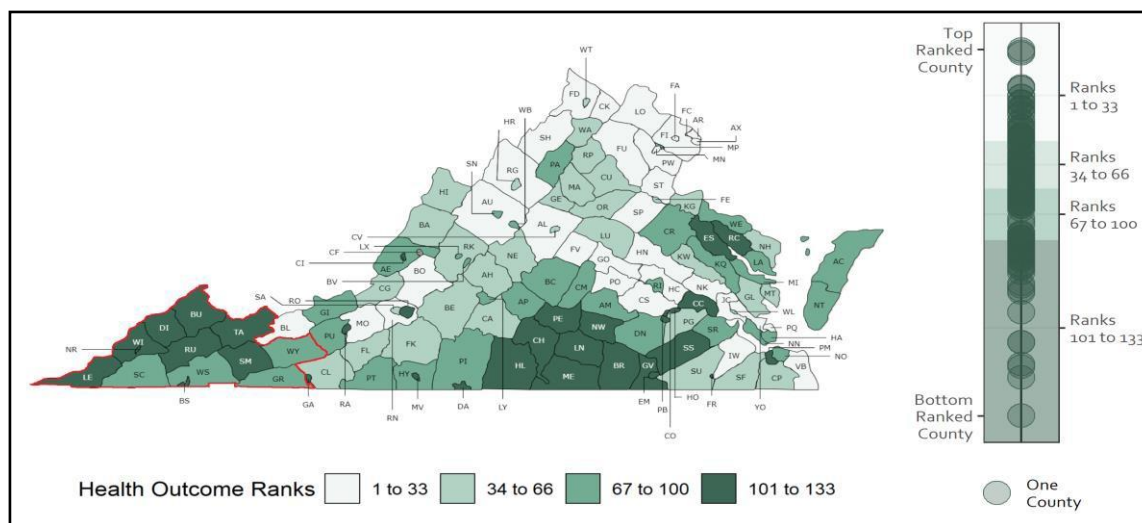 WT
FA
FC
AR
AX
WB
HR
SN
FD
CK
LO
FI
MP
MN
SH
WA
FU
PW
RG
PA
RP
CU
ST
FE
HI
AU
MA
GE
OR
SP
KG
BA
CV
AL
LU
CR
ES
RC
WE
NH
LX
CF
CI
AE
RK
NE
FV
HN
KW
KQ
LA
AC
BO
BV
AH
GO
MI
SA
RO
CG
BC
CM
PO
RI
HC
NK
GL
MT
NT
GI
BE
AP
AM
CS
CC
JC
WL
BU
DI
TA
BL
PU
MO
CA
PE
NW
DN
PG
SR
PQ
NR
WI
RU
SM
WY
FL
FK
CH
LN
SS
IW
NN
HA
PM
NO
LE
SC
WS
GR
CL
PT
HY
PI
HL
ME
BR
GV
SU
SF
CP
VB
BS
GA
RA
RN
MV
DA
LY
EM
PB
CO
HO
FR
YO
Health Outcome Ranks
1 to 33
34 to 66
67 to 100
101 to 133
Top
Ranked
County
Ranks
1 to 33
Ranks
34 to 66
Ranks
67 to 100
Ranks
101 to 133
Bottom
Ranked
County
One
County